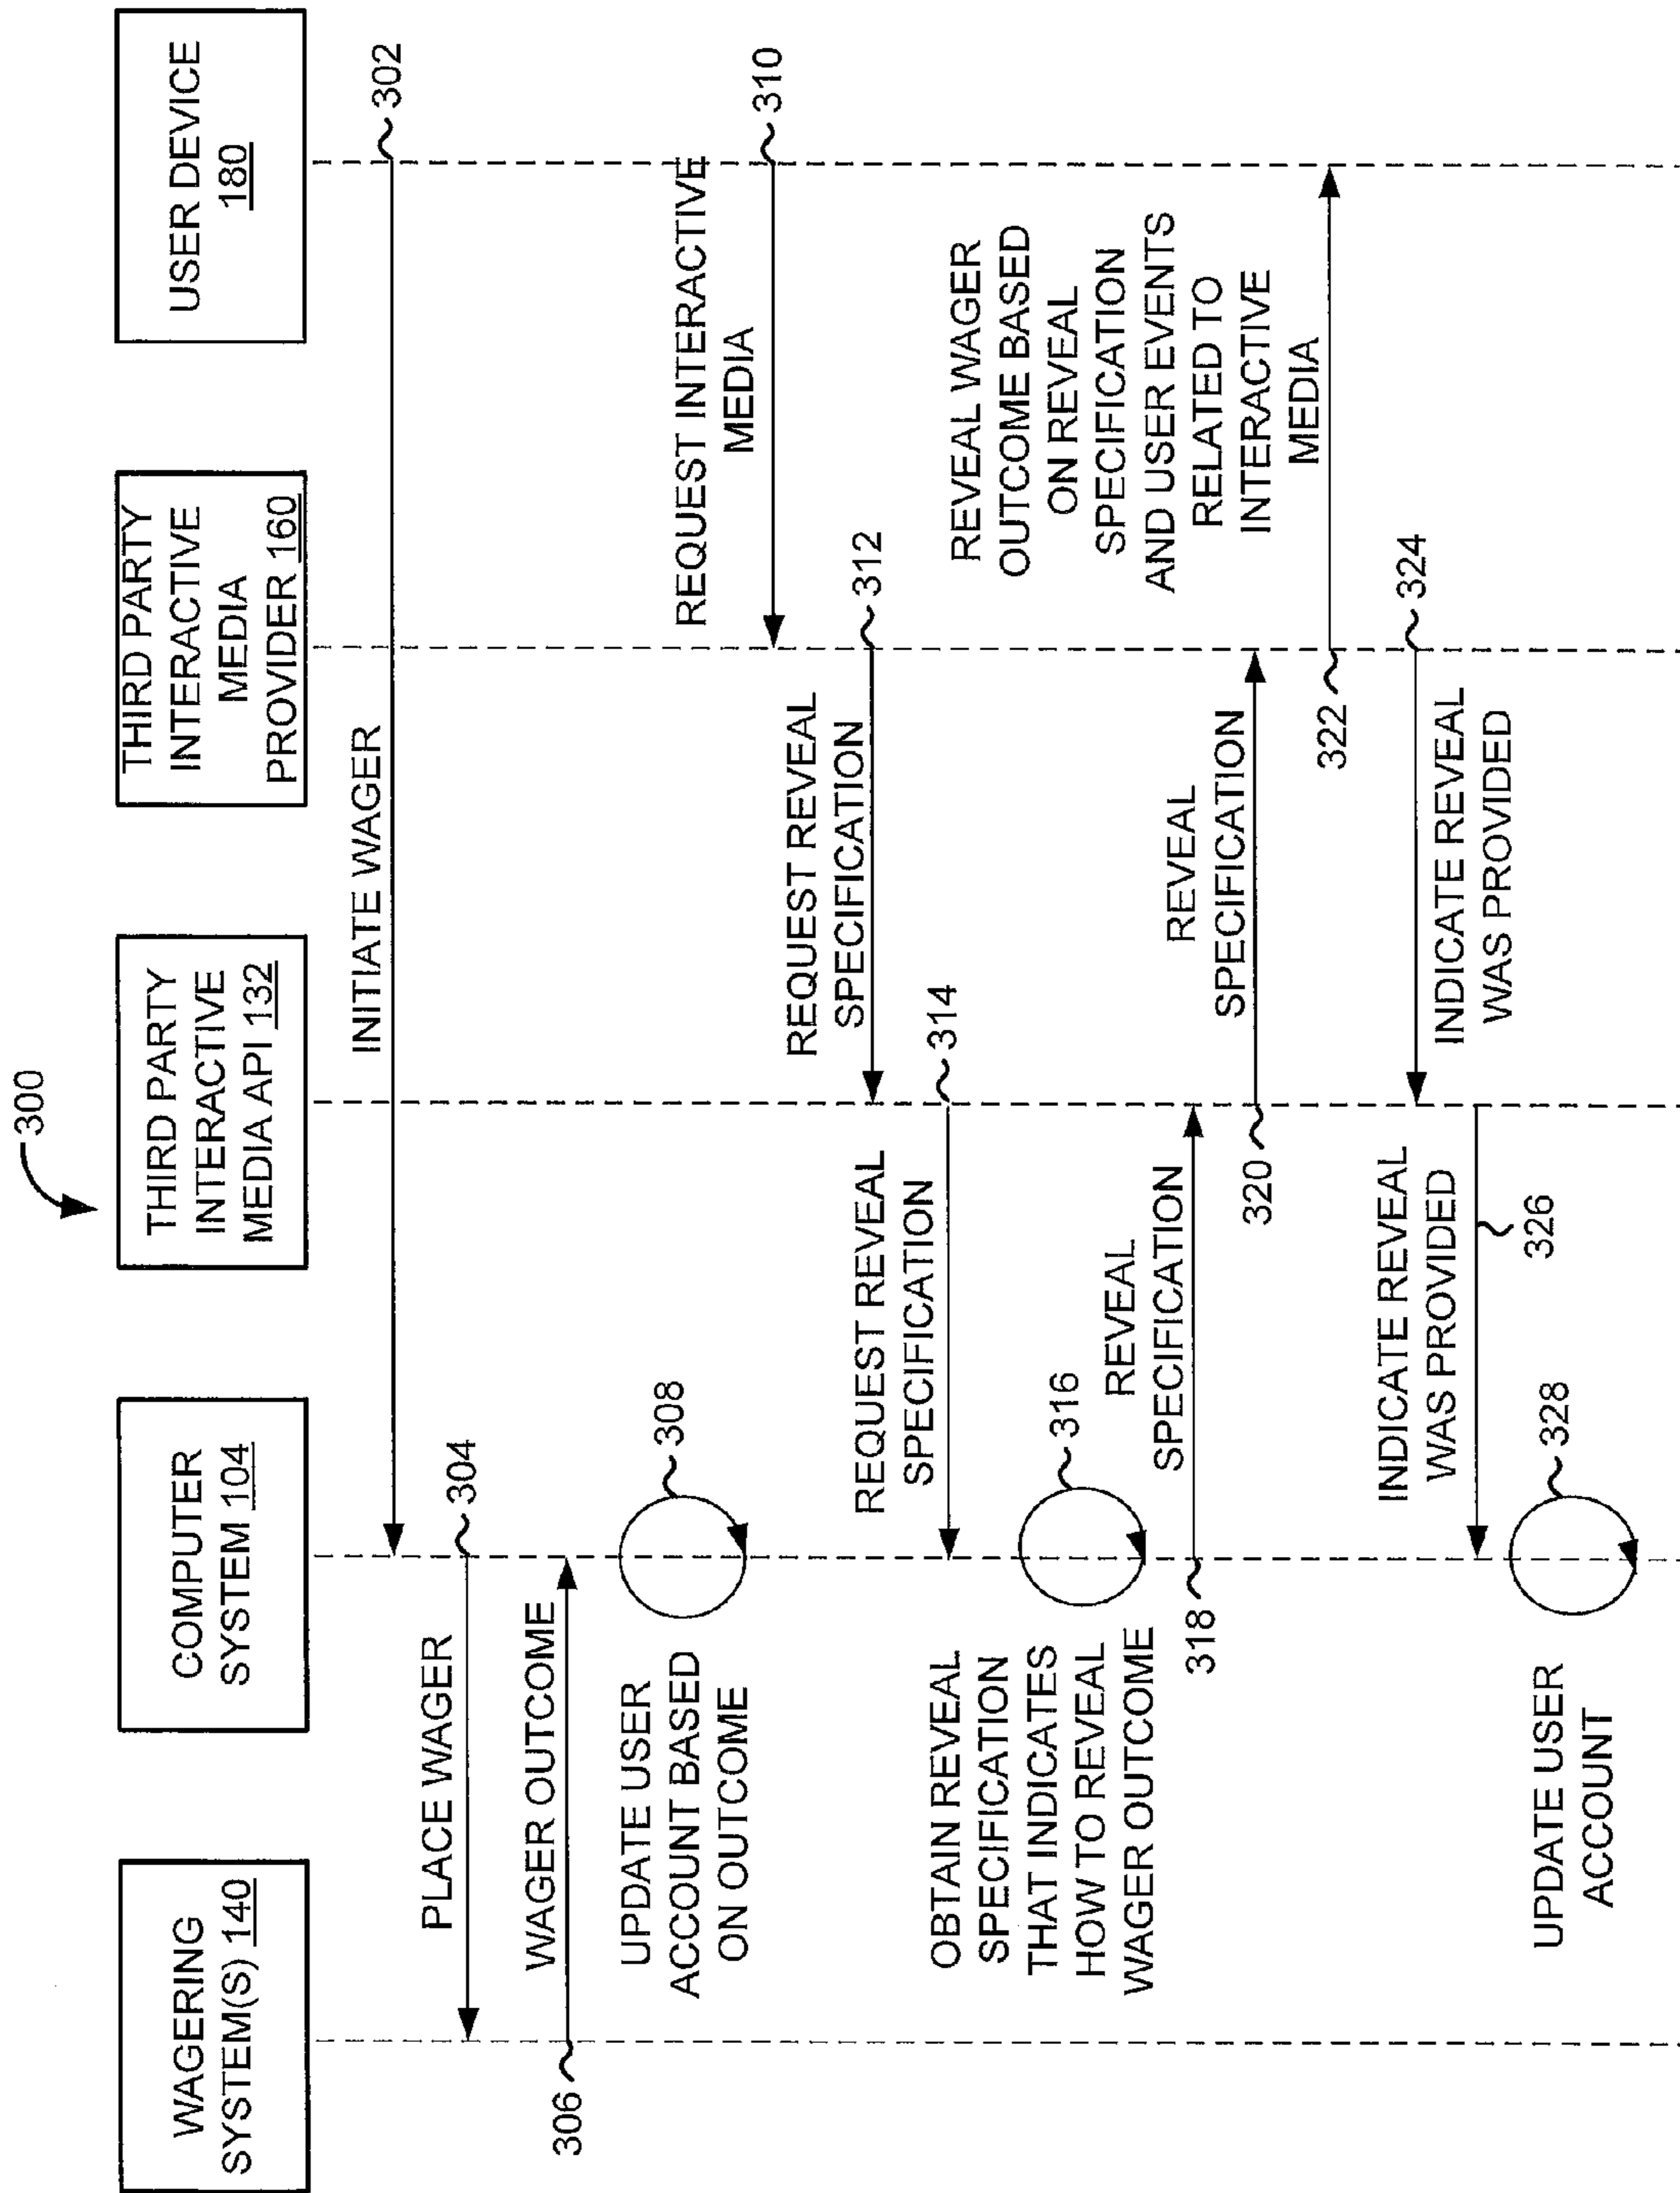 300
WAGERING
SYSTEM(S) 140
COMPUTER
SYSTEM 104
THIRD PARTY
INTERACTIVE
MEDIA API 132
THIRD PARTY
INTERACTIVE
MEDIA
PROVIDER 160
USER DEVICE
180
INITIATE WAGER
302
PLACE WAGER
304
WAGER OUTCOME
306
UPDATE USER
ACCOUNT BASED
ON OUTCOME
308
REQUEST INTERACTIVE
MEDIA
310
REQUEST REVEAL
SPECIFICATION
312
REQUEST REVEAL
SPECIFICATION
314
OBTAIN REVEAL
SPECIFICATION
THAT INDICATES
HOW TO REVEAL
WAGER OUTCOME
316
REVEAL
SPECIFICATION
318
REVEAL
SPECIFICATION
320
REVEAL WAGER
OUTCOME BASED
ON REVEAL
SPECIFICATION
AND USER EVENTS
RELATED TO
INTERACTIVE
MEDIA
322
INDICATE REVEAL
WAS PROVIDED
324
INDICATE REVEAL
WAS PROVIDED
326
UPDATE USER
ACCOUNT
328